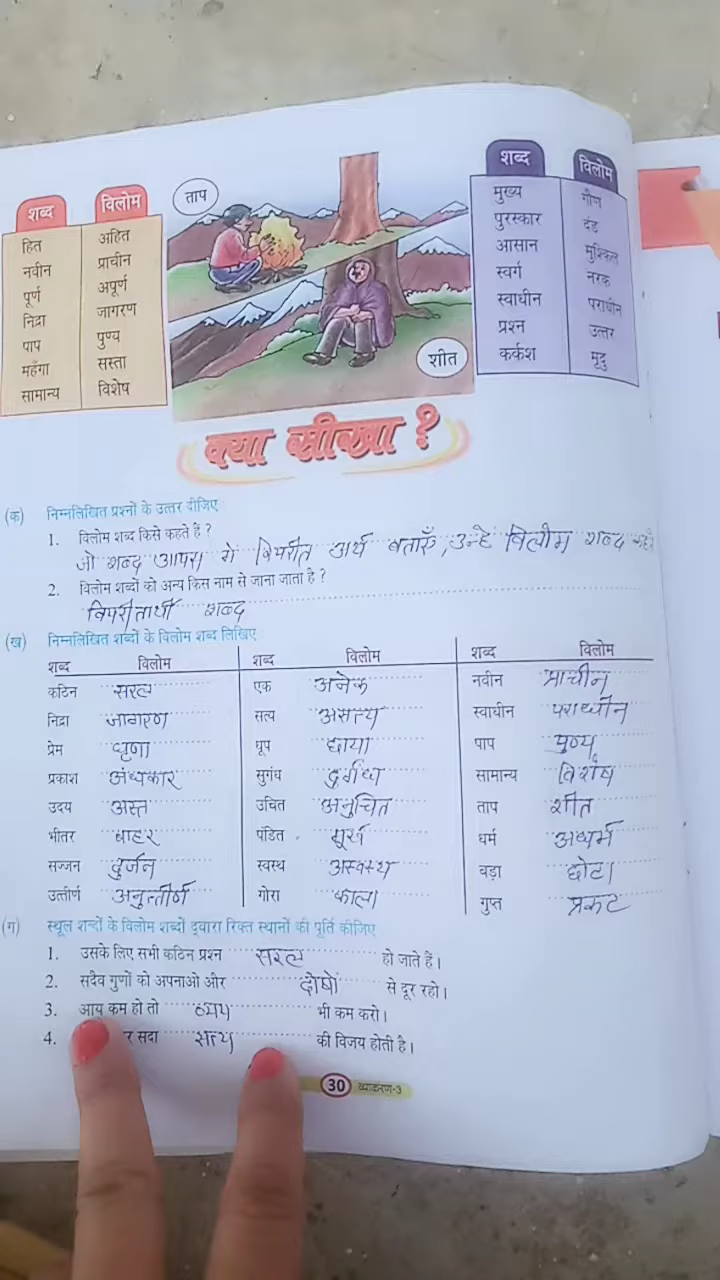 ताप
शीत
शब्द विलोम
हित अहित
नवीन प्राचीन
पूर्ण अपूर्ण
निद्रा जागरण
पाप पुण्य
महँगा सस्ता
सामान्य विशेष
शब्द विलोम
मुख्य गौण
पुरस्कार दंड
आसान मुश्किल
स्वर्ग नरक
स्वाधीन पराधीन
प्रश्न उत्तर
कर्कश मृदु
क्या सीखा ?
(क) निम्नलिखित प्रश्नों के उत्तर दीजिए
1. विलोम शब्द किसे कहते हैं ?
जो शब्द आपस में विपरीत अर्थ बताएँ, उन्हे विलोम शब्द कहते
2. विलोम शब्दों को अन्य किस नाम से जाना जाता है ?
विपरीतार्थी शब्द
(ख) निम्नलिखित शब्दों के विलोम शब्द लिखिए
शब्द विलोम शब्द विलोम शब्द विलोम
कठिन सरल एक अनेक नवीन प्राचीन
निद्रा जागरण सत्य असत्य स्वाधीन पराधीन
प्रेम घृणा धूप छाया पाप पुण्य
प्रकाश अंधकार सुगंध दुर्गंध सामान्य विशेष
उदय अस्त उचित अनुचित ताप शीत
भीतर बाहर पंडित मूर्ख धर्म अधर्म
सज्जन दुर्जन स्वस्थ अस्वस्थ बड़ा छोटा
उत्तीर्ण अनुत्तीर्ण गोरा काला गुप्त प्रकट
(ग) स्थूल शब्दों के विलोम शब्दों द्वारा रिक्त स्थानों की पूर्ति कीजिए
1. उसके लिए सभी कठिन प्रश्न सरल हो जाते हैं।
2. सदैव गुणों को अपनाओ और दोषों से दूर रहो।
3. आय कम हो तो व्यय भी कम करो।
4. सदा सत्य की विजय होती है।
30 व्याकरण-3